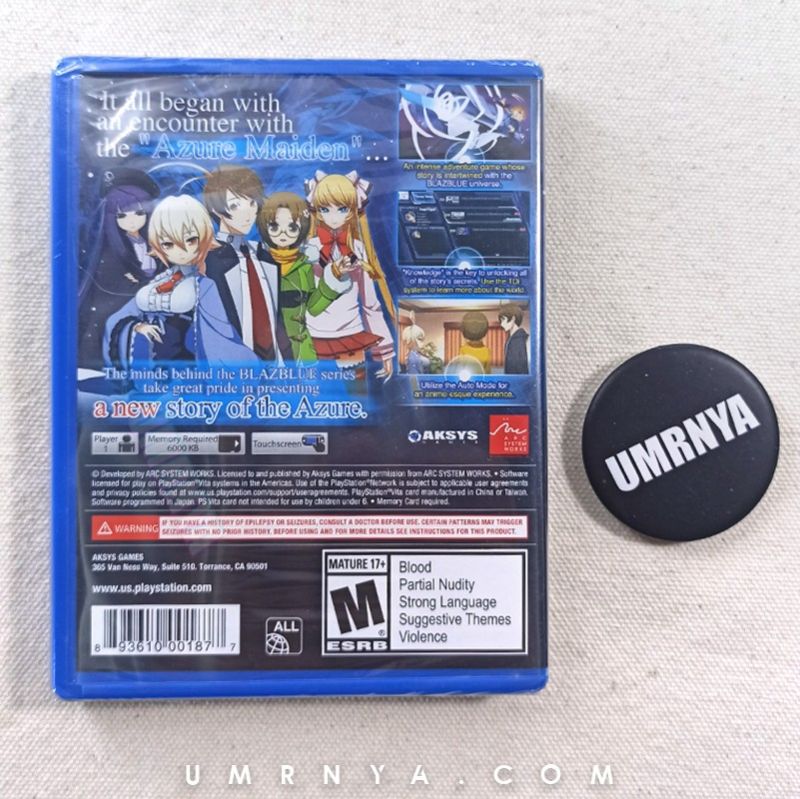 It all began with
an encounter with
the "Azure Maiden"...
An intense adventure game whose
story is intertwined with the
BLAZBLUE universe.
"Knowledge" is the key to unlocking all
of this story's secrets. Use the TOi
system to learn more about the world.
Utilize the Auto Mode for
an anime-esque experience.
The minds behind the BLAZBLUE series
take great pride in presenting
a new story of the Azure.
Player
1
Memory Required
6000 KB
Touchscreen
AKSYS
GAMES
ARC
SYSTEM
WORKS
© Developed by ARC SYSTEM WORKS. Licensed to and published by Aksys Games with permission from ARC SYSTEM WORKS. • Software
licensed for play on PlayStation®Vita systems in the Americas. Use of the PlayStation®Network is subject to applicable user agreements
and privacy policies found at www.us.playstation.com/support/useragreements. PlayStation®Vita card manufactured in China or Taiwan.
Software programmed in Japan. PS Vita card not intended for use by children under 6. • Memory Card required.
WARNING
IF YOU HAVE A HISTORY OF EPILEPSY OR SEIZURES, CONSULT A DOCTOR BEFORE USE. CERTAIN PATTERNS MAY TRIGGER
SEIZURES WITH NO PRIOR HISTORY. BEFORE USING AND FOR MORE DETAILS SEE INSTRUCTIONS FOR THIS PRODUCT.
AKSYS GAMES
365 Van Ness Way, Suite 510. Torrance, CA 90501
www.us.playstation.com
8 93610 00187 7
ALL
MATURE 17+
M
®
ESRB
Blood
Partial Nudity
Strong Language
Suggestive Themes
Violence
UMRNYA
UMRNYA.COM